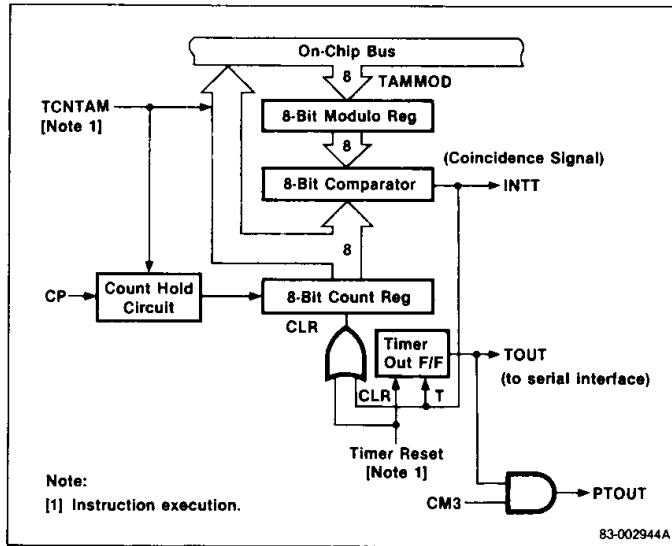 On-Chip Bus
8
TAMMOD
TCNTAM
[Note 1]
8-Bit Modulo Reg
8
(Coincidence Signal)
8-Bit Comparator
INTT
8
CP
Count Hold
Circuit
8-Bit Count Reg
CLR
Timer
Out F/F
TOUT
(to serial interface)
CLR
T
Timer Reset
[Note 1]
Note:
[1] Instruction execution.
CM3
PTOUT
83-002944A